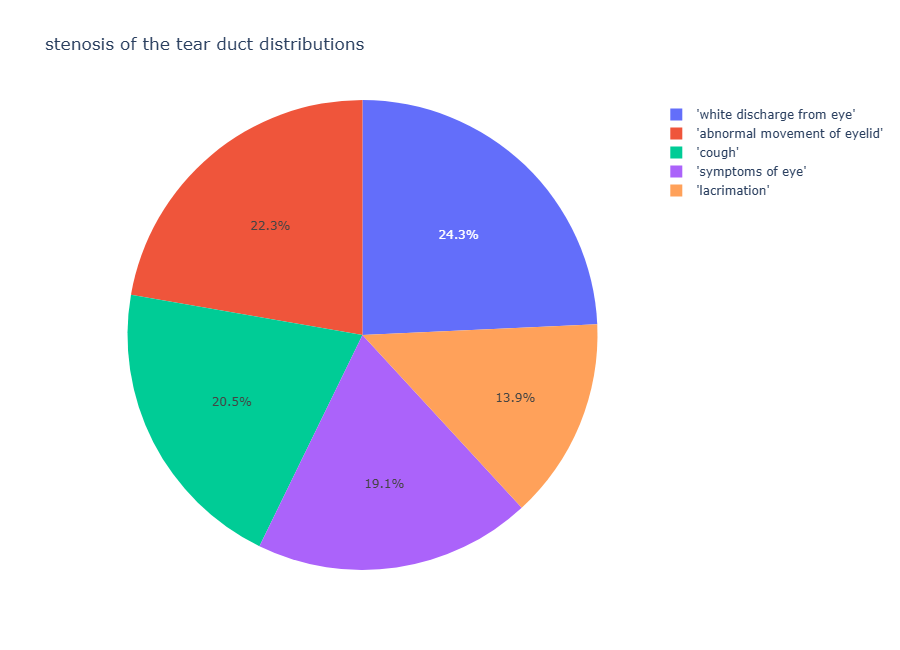 stenosis of the tear duct distributions
'white discharge from eye'
'abnormal movement of eyelid'
'cough'
'symptoms of eye'
'lacrimation'
22.3%
24.3%
20.5%
13.9%
19.1%